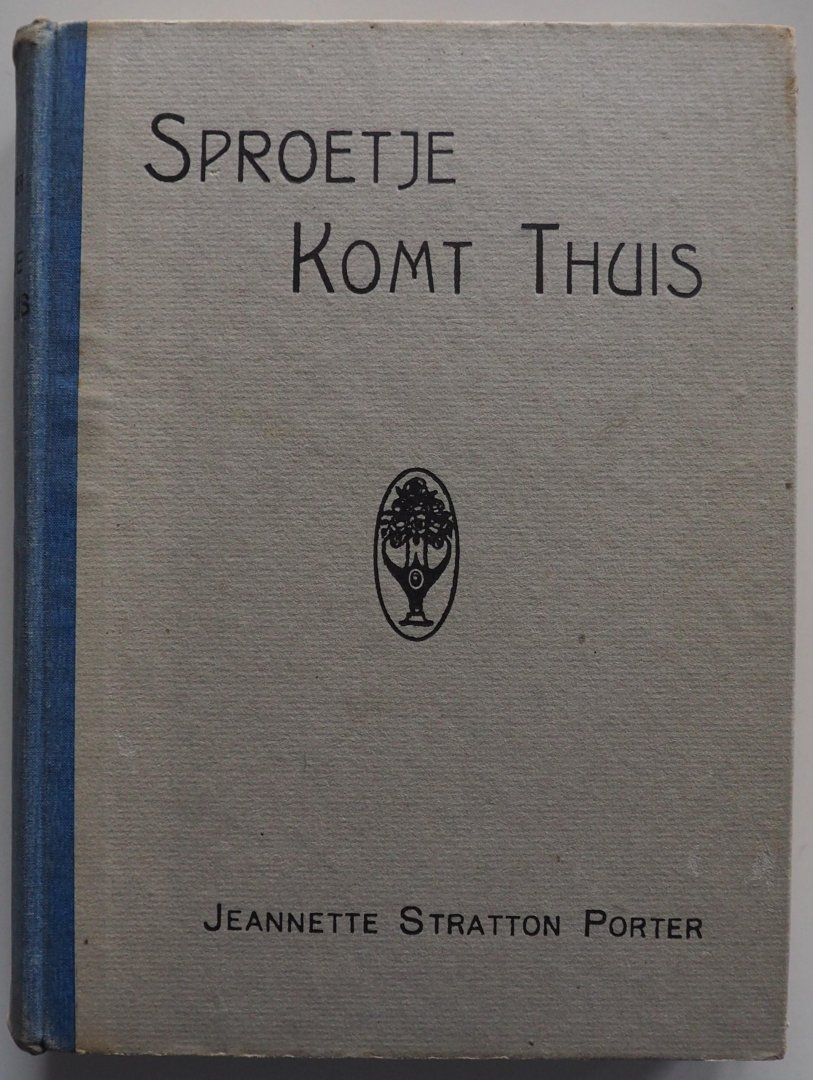 Sproetje
Komt Thuis
Jeannette Stratton Porter